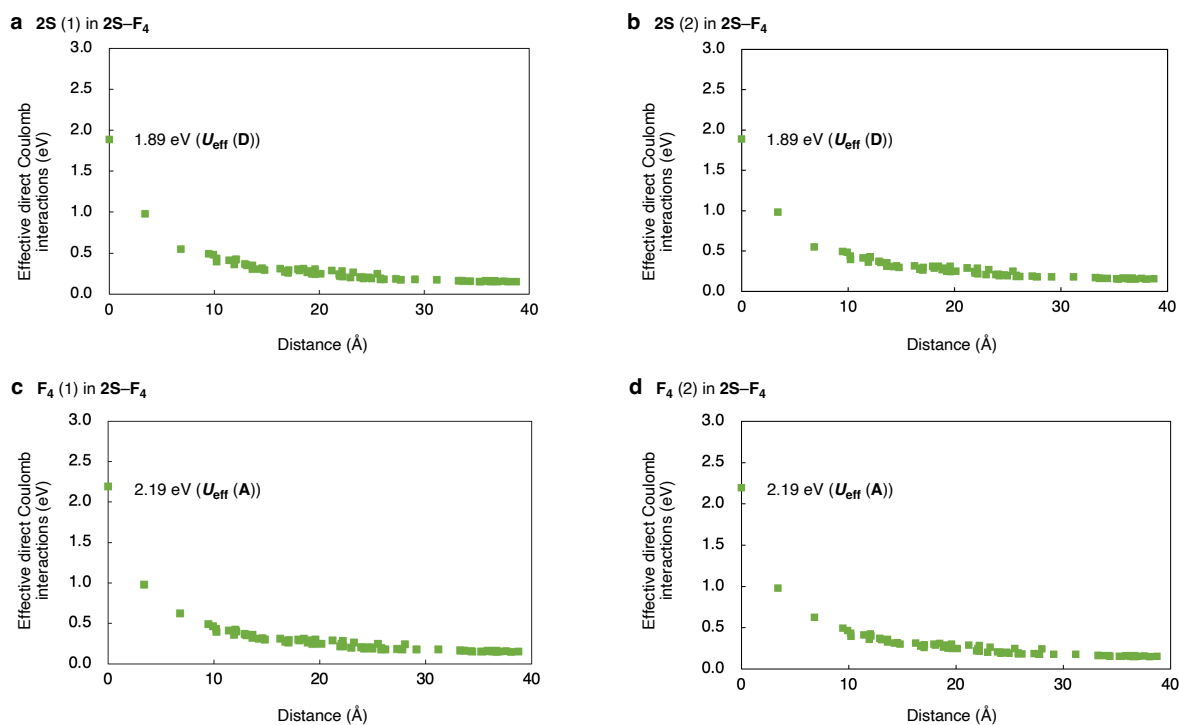 a 2S (1) in 2S–F4
3.0
2.5
2.0
1.5
1.0
0.5
0.0
0
10
20
30
40
Effective direct Coulomb
interactions (eV)
1.89 eV (Ueff (D))
Distance (Å)
b 2S (2) in 2S–F4
3.0
2.5
2.0
1.5
1.0
0.5
0.0
0
10
20
30
40
Effective direct Coulomb
interactions (eV)
1.89 eV (Ueff (D))
Distance (Å)
c F4 (1) in 2S–F4
3.0
2.5
2.0
1.5
1.0
0.5
0.0
0
10
20
30
40
Effective direct Coulomb
interactions (eV)
2.19 eV (Ueff (A))
Distance (Å)
d F4 (2) in 2S–F4
3.0
2.5
2.0
1.5
1.0
0.5
0.0
0
10
20
30
40
Effective direct Coulomb
interactions (eV)
2.19 eV (Ueff (A))
Distance (Å)